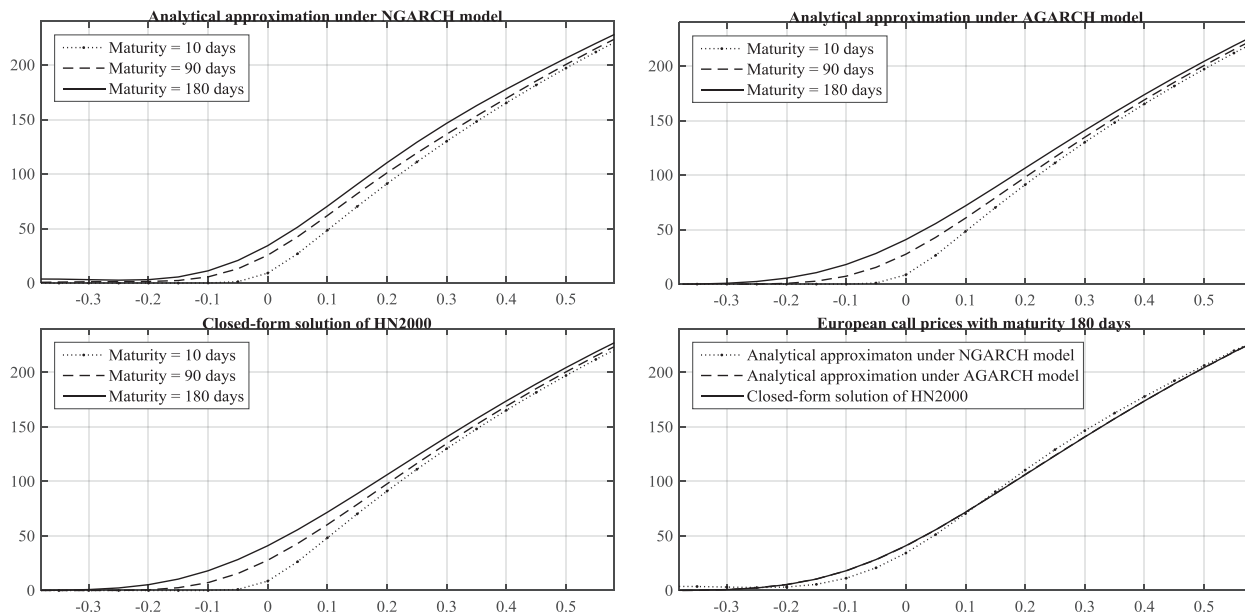 Analytical approximation under NGARCH model
Maturity = 10 days
Maturity = 90 days
Maturity = 180 days
200
150
100
50
0
-0.3 -0.2 -0.1 0 0.1 0.2 0.3 0.4 0.5
Analytical approximation under AGARCH model
Maturity = 10 days
Maturity = 90 days
Maturity = 180 days
200
150
100
50
0
-0.3 -0.2 -0.1 0 0.1 0.2 0.3 0.4 0.5
Closed-form solution of HN2000
Maturity = 10 days
Maturity = 90 days
Maturity = 180 days
200
150
100
50
0
-0.3 -0.2 -0.1 0 0.1 0.2 0.3 0.4 0.5
European call prices with maturity 180 days
Analytical approximaton under NGARCH model
Analytical approximation under AGARCH model
Closed-form solution of HN2000
200
150
100
50
0
-0.3 -0.2 -0.1 0 0.1 0.2 0.3 0.4 0.5